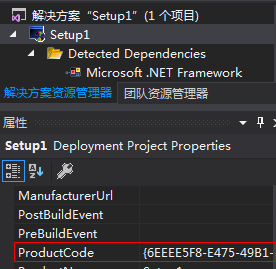 解决方案“Setup1”(1 个项目)
Setup1
Detected Dependencies
Microsoft .NET Framework
解决方案资源管理器 团队资源管理器
属性
Setup1 Deployment Project Properties
ManufacturerUrl
PostBuildEvent
PreBuildEvent
ProductCode {6EEEE5F8-E475-49B1-